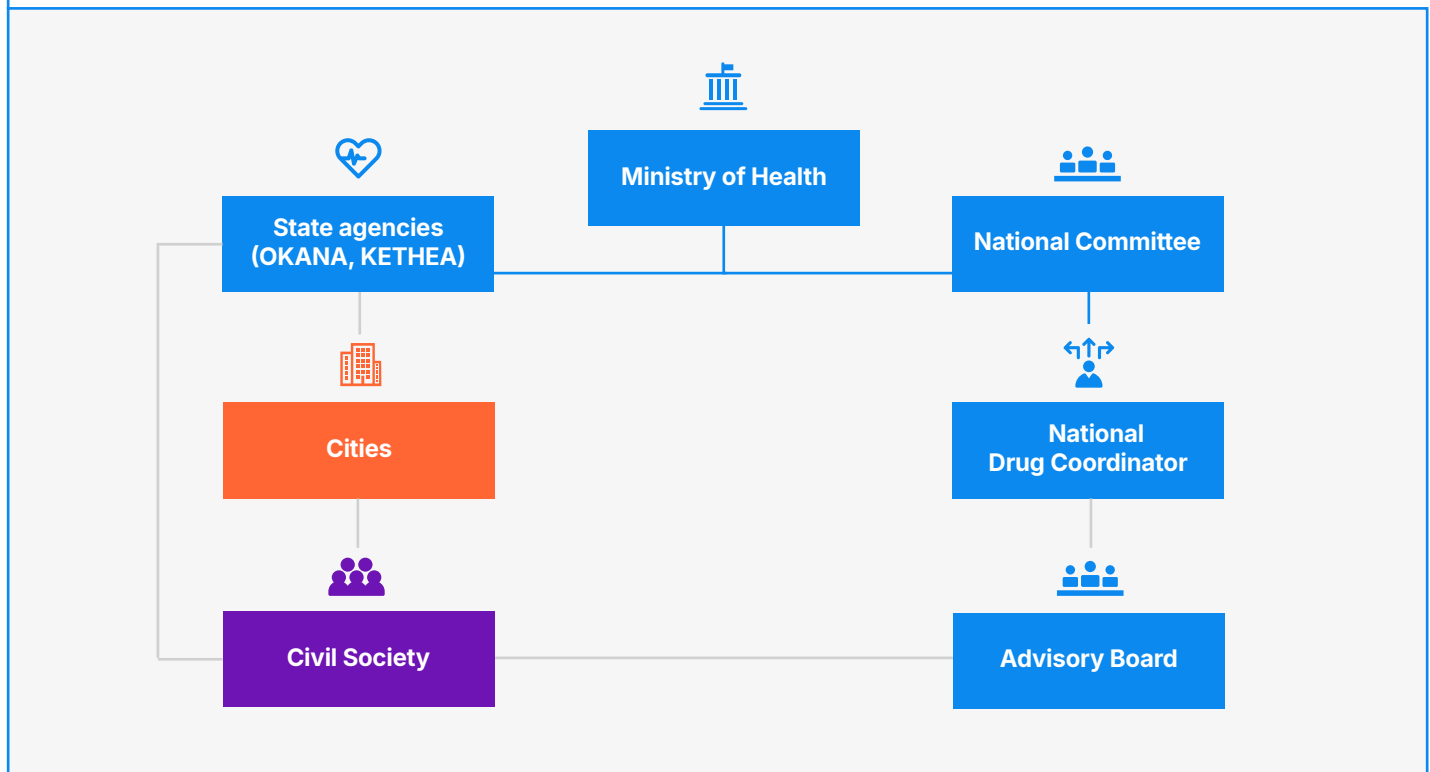 Ministry of Health
State agencies
(OKANA, KETHEA)
National Committee
Cities
National
Drug Coordinator
Civil Society
Advisory Board